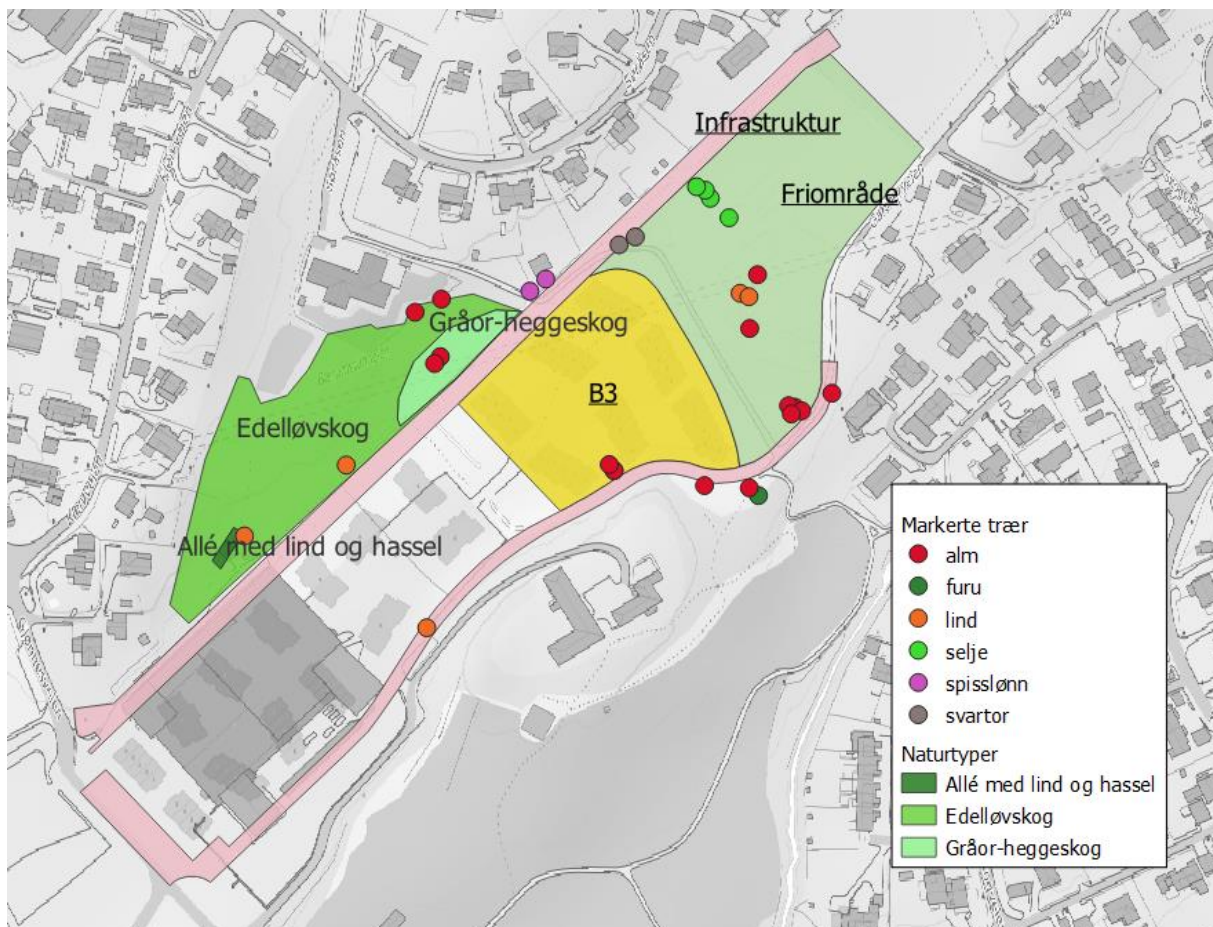 Infrastruktur
Friområde
Gråor-heggeskog
B3
Edelløvskog
Allé med lind og hassel
Markerte trær
alm
furu
lind
selje
spisslønn
svartor
Naturtyper
Allé med lind og hassel
Edelløvskog
Gråor-heggeskog